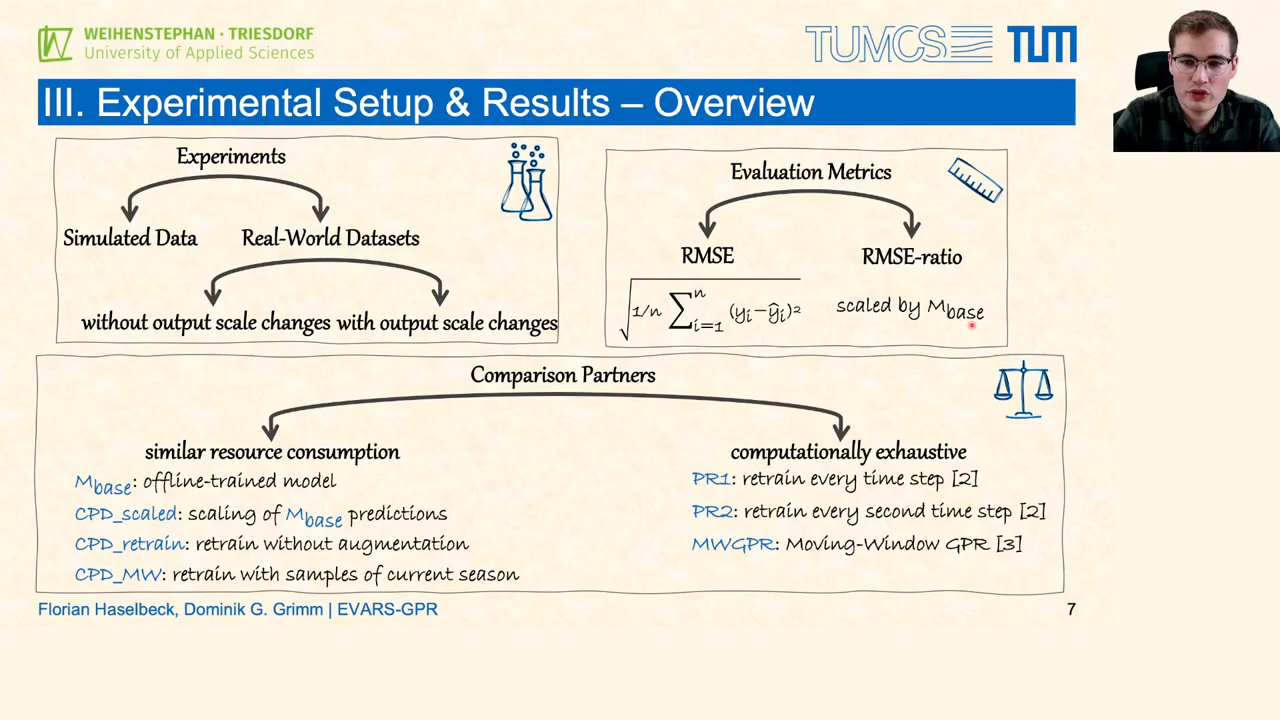 WEIHENSTEPHAN · TRIESDORF
University of Applied Sciences
TUMCS TUM
III. Experimental Setup & Results – Overview
Experiments
Simulated Data
Real-World Datasets
without output scale changes
with output scale changes
Evaluation Metrics
RMSE
RMSE-ratio
√1/n ∑ⁿᵢ₌₁ (yᵢ–ŷᵢ)²
scaled by Mbase
Comparison Partners
similar resource consumption
Mbase: offline-trained model
CPD_scaled: scaling of Mbase predictions
CPD_retrain: retrain without augmentation
CPD_MW: retrain with samples of current season
computationally exhaustive
PR1: retrain every time step [2]
PR2: retrain every second time step [2]
MWGPR: Moving-Window GPR [3]
Florian Haselbeck, Dominik G. Grimm | EVARS-GPR
7